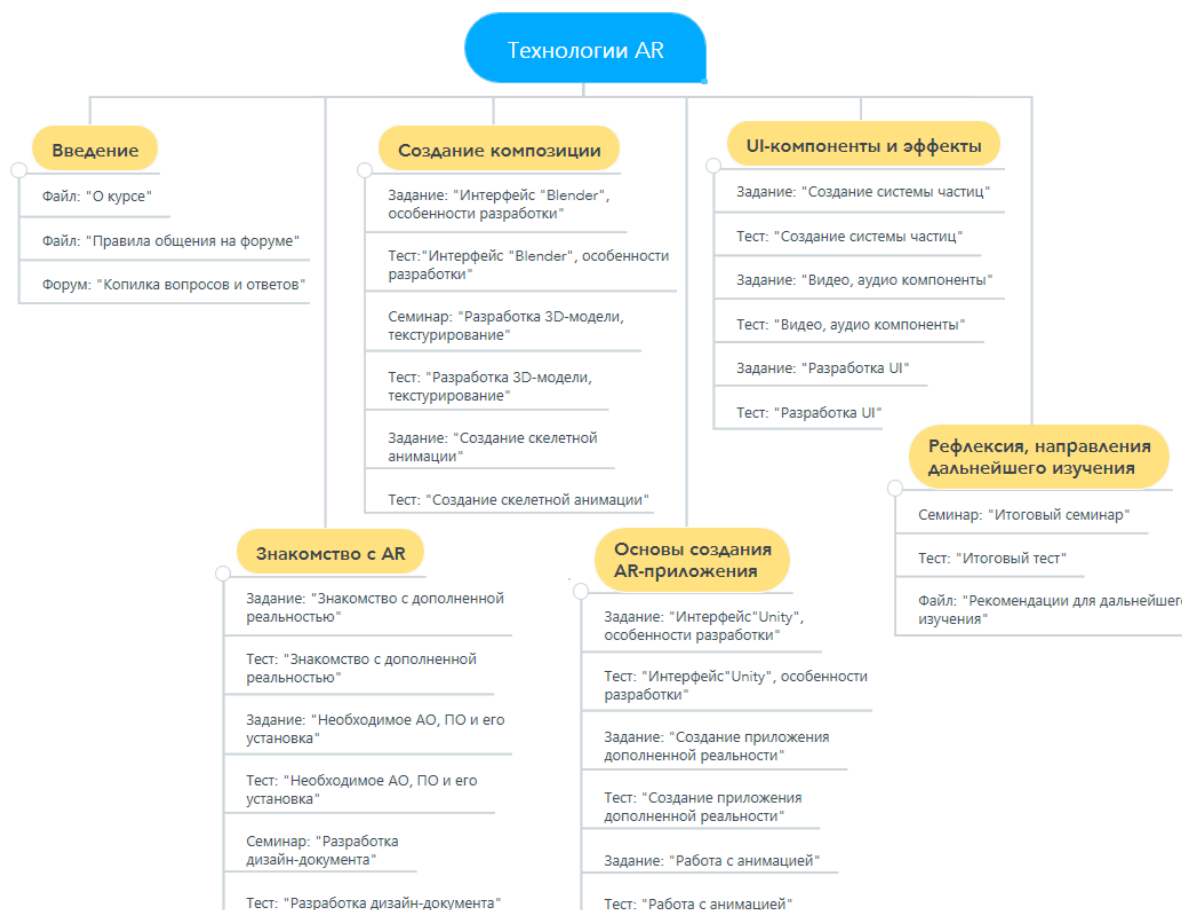 Технологии AR
Введение
Файл: "О курсе"
Файл: "Правила общения на форуме"
Форум: "Копилка вопросов и ответов"
Знакомство с AR
Задание: "Знакомство с дополненной
реальностью"
Тест: "Знакомство с дополненной
реальностью"
Задание: "Необходимое АО, ПО и его
установка"
Тест: "Необходимое АО, ПО и его
установка"
Семинар: "Разработка
дизайн-документа"
Тест: "Разработка дизайн-документа"
Создание композиции
Задание: "Интерфейс "Blender",
особенности разработки"
Тест:"Интерфейс "Blender", особенности
разработки"
Семинар: "Разработка 3D-модели,
текстурирование"
Тест: "Разработка 3D-модели,
текстурирование"
Задание: "Создание скелетной
анимации"
Тест: "Создание скелетной анимации"
Основы создания
AR-приложения
Задание: "Интерфейс"Unity",
особенности разработки"
Тест: "Интерфейс"Unity", особенности
разработки"
Задание: "Создание приложения
дополненной реальности"
Тест: "Создание приложения
дополненной реальности"
Задание: "Работа с анимацией"
Тест: "Работа с анимацией"
UI-компоненты и эффекты
Задание: "Создание системы частиц"
Тест: "Создание системы частиц"
Задание: "Видео, аудио компоненты"
Тест: "Видео, аудио компоненты"
Задание: "Разработка UI"
Тест: "Разработка UI"
Рефлексия, направления
дальнейшего изучения
Семинар: "Итоговый семинар"
Тест: "Итоговый тест"
Файл: "Рекомендации для дальнейшего
изучения"